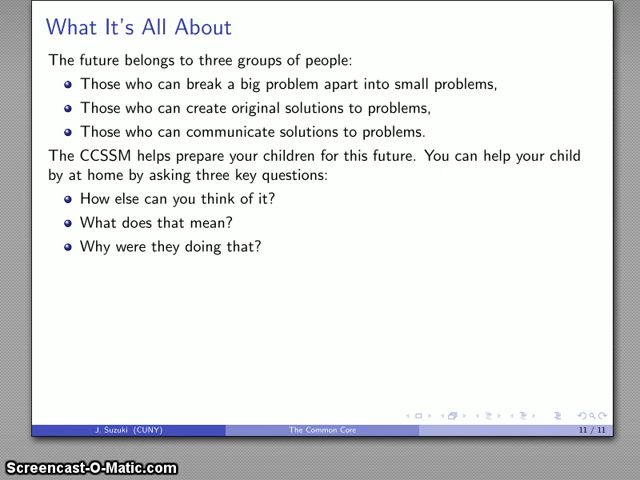 What It's All About
The future belongs to three groups of people:
Those who can break a big problem apart into small problems,
Those who can create original solutions to problems,
Those who can communicate solutions to problems.
The CCSSM helps prepare your children for this future. You can help your child
by at home by asking three key questions:
How else can you think of it?
What does that mean?
Why were they doing that?
J. Suzuki (CUNY) The Common Core 11 / 11
Screencast-O-Matic.com